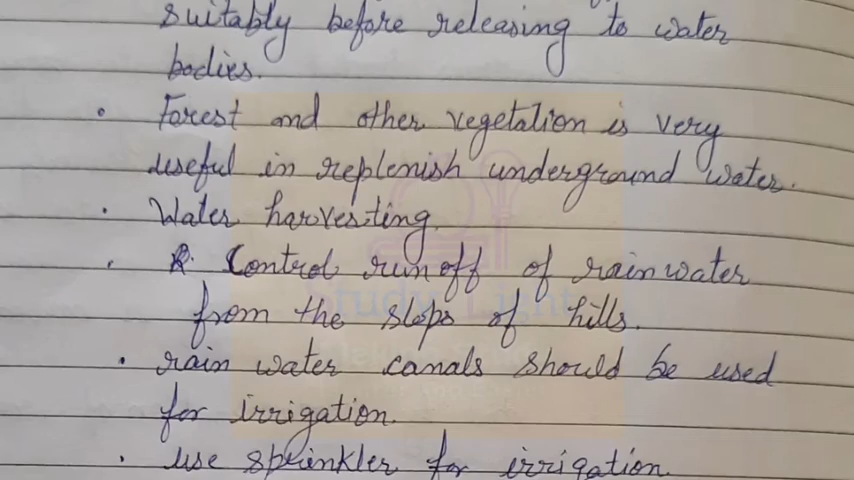 suitably before releasing to water
bodies.
• Forest and other vegetation is very
useful in replenish underground water.
• Water harvesting.
• R. Control run off of rain water
from the slops of hills.
• rain water canals should be used
for irrigation.
• use sprinkler for irrigation.
Study Light